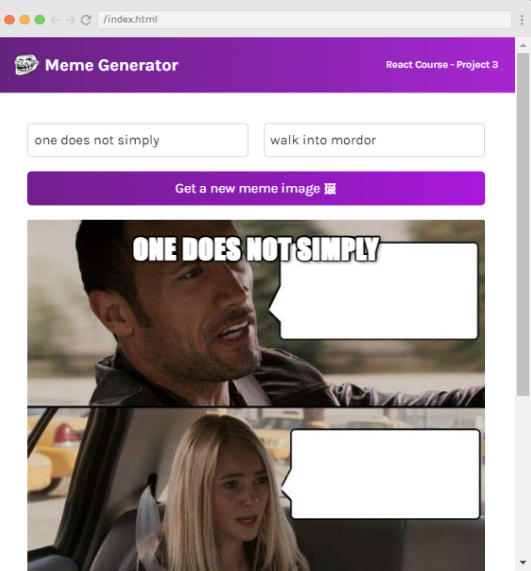 /index.html
Meme Generator
React Course - Project 3
one does not simply
walk into mordor
Get a new meme image 🖼
ONE DOES NOT SIMPLY